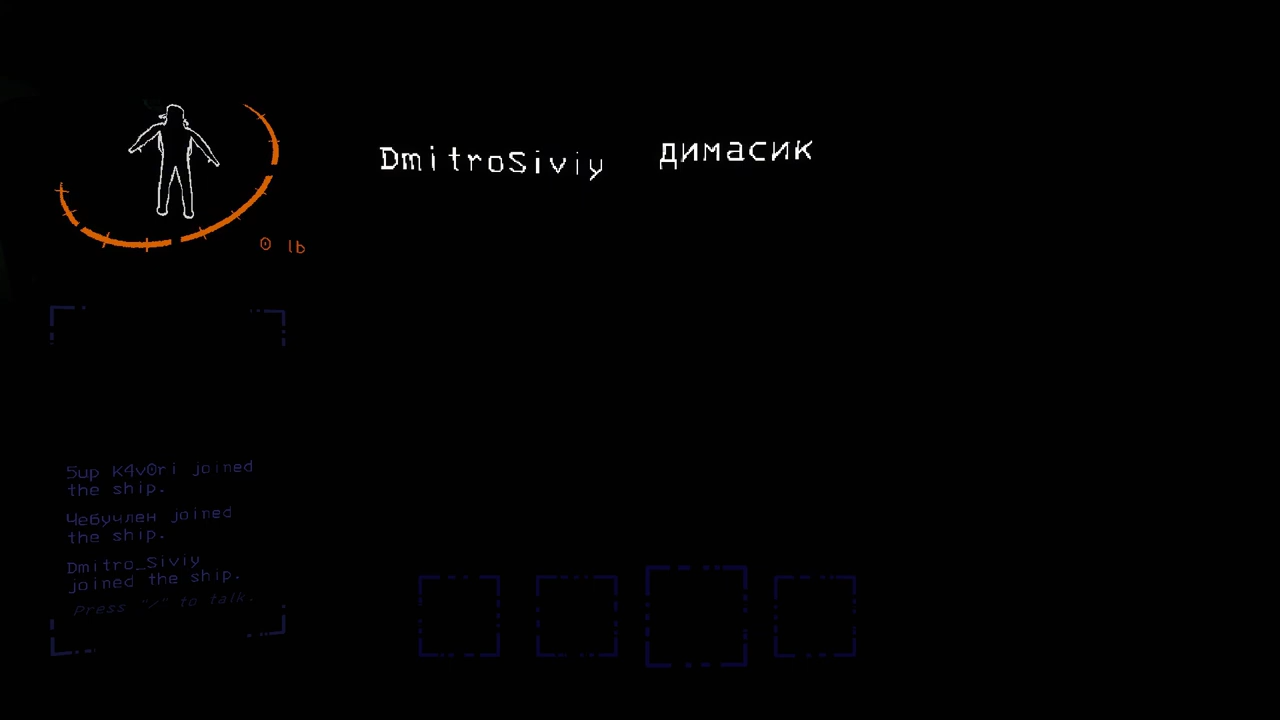 DmitroSiviy
димасик
0 lb
5up K4v0ri joined
the ship.
Чебучлен joined
the ship.
Dmitro_Siviy
joined the ship.
Press "/" to talk.